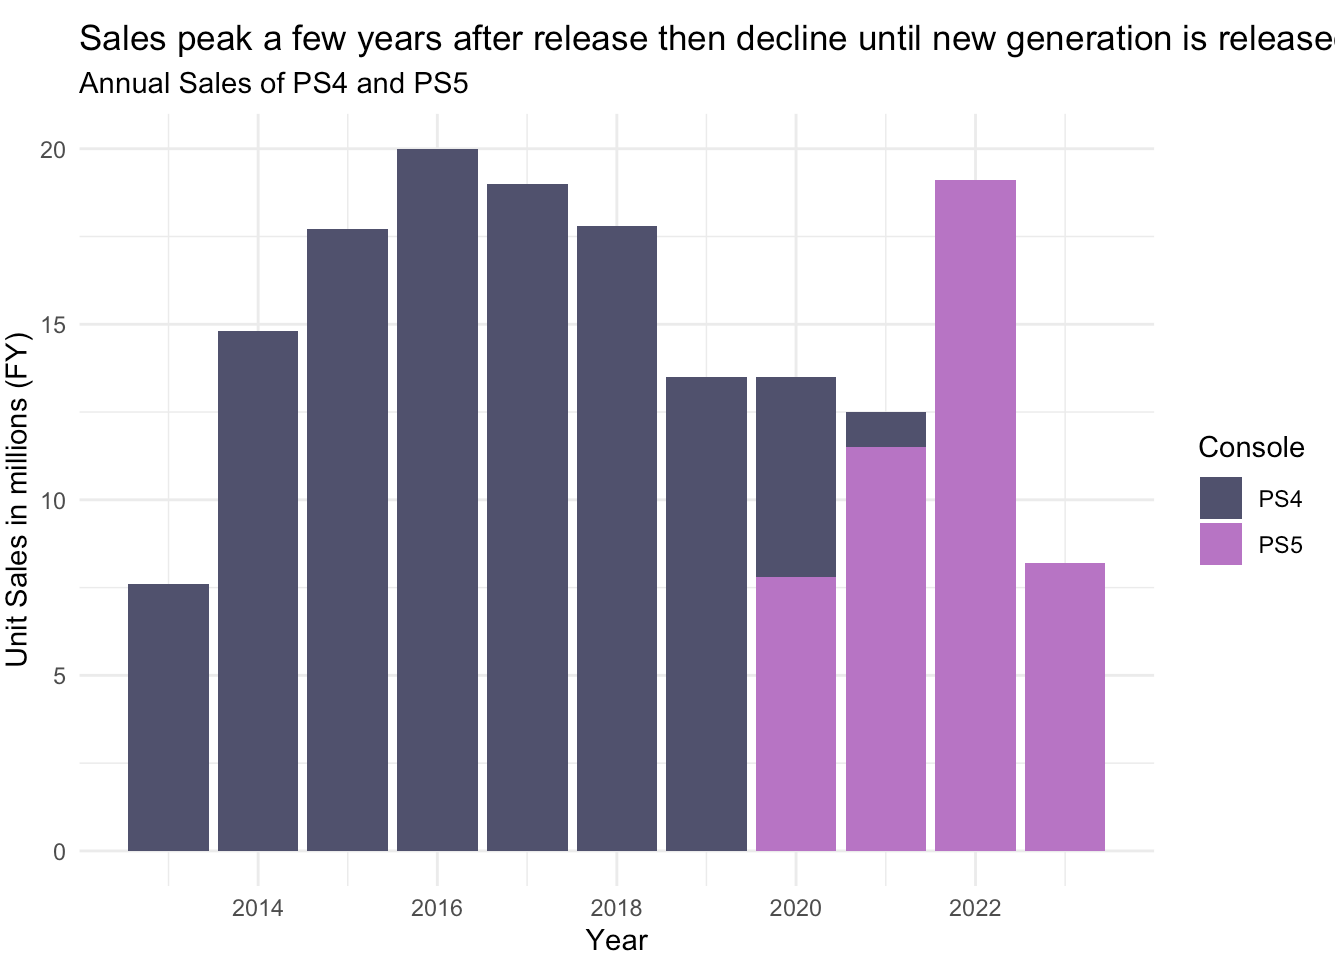 Sales peak a few years after release then decline until new generation is release
Annual Sales of PS4 and PS5
Unit Sales in millions (FY)
20
15
10
5
0
2014
2016
2018
2020
2022
Year
Console
PS4
PS5